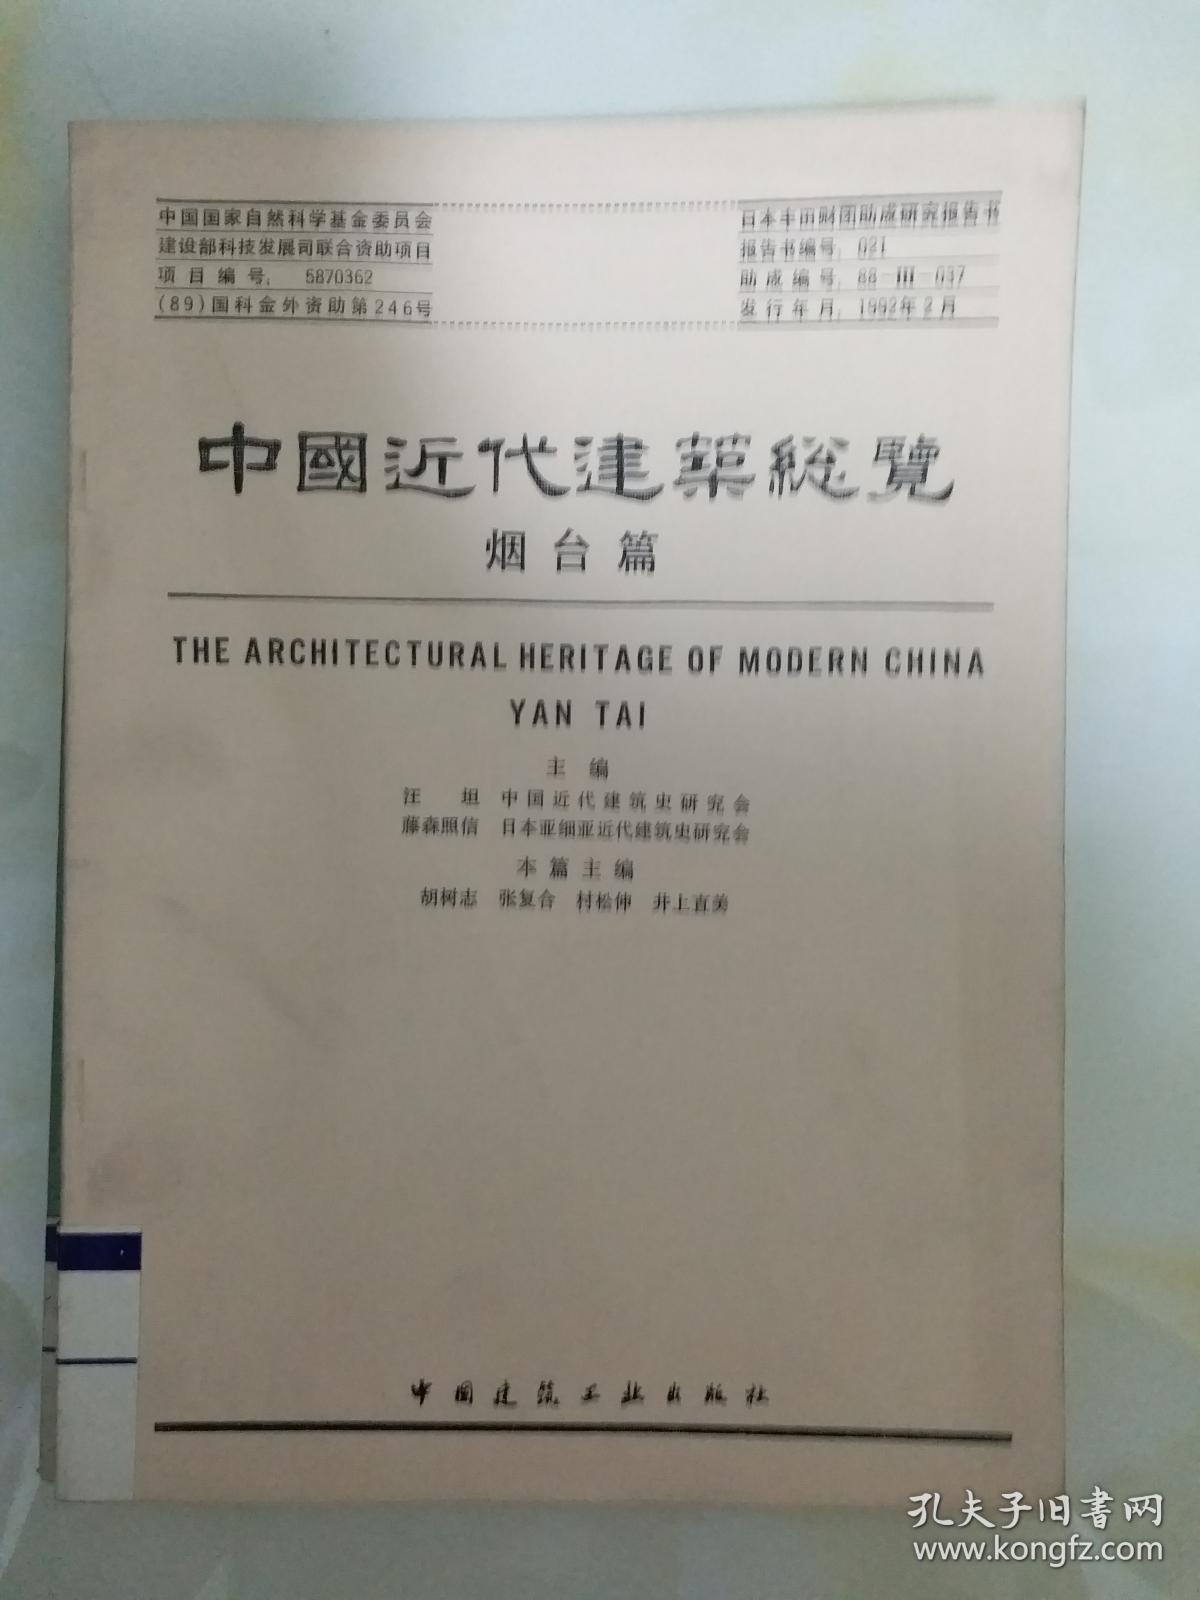 中国国家自然科学基金委员会
建设部科技发展司联合资助项目
项目编号: 5870362
(89)国科金外资助第246号
日本丰田财团助成研究报告书
报告书编号: 021
助成编号: 88-III-037
发行年月: 1992年2月
中國近代建築総覽
烟台篇
THE ARCHITECTURAL HERITAGE OF MODERN CHINA
YAN TAI
主编
汪坦 中国近代建筑史研究会
藤森照信 日本亚细亚近代建筑史研究会
本篇主编
胡树志 张复合 村松伸 井上直美
中国建筑工业出版社
孔夫子旧书网
www.kongfz.com